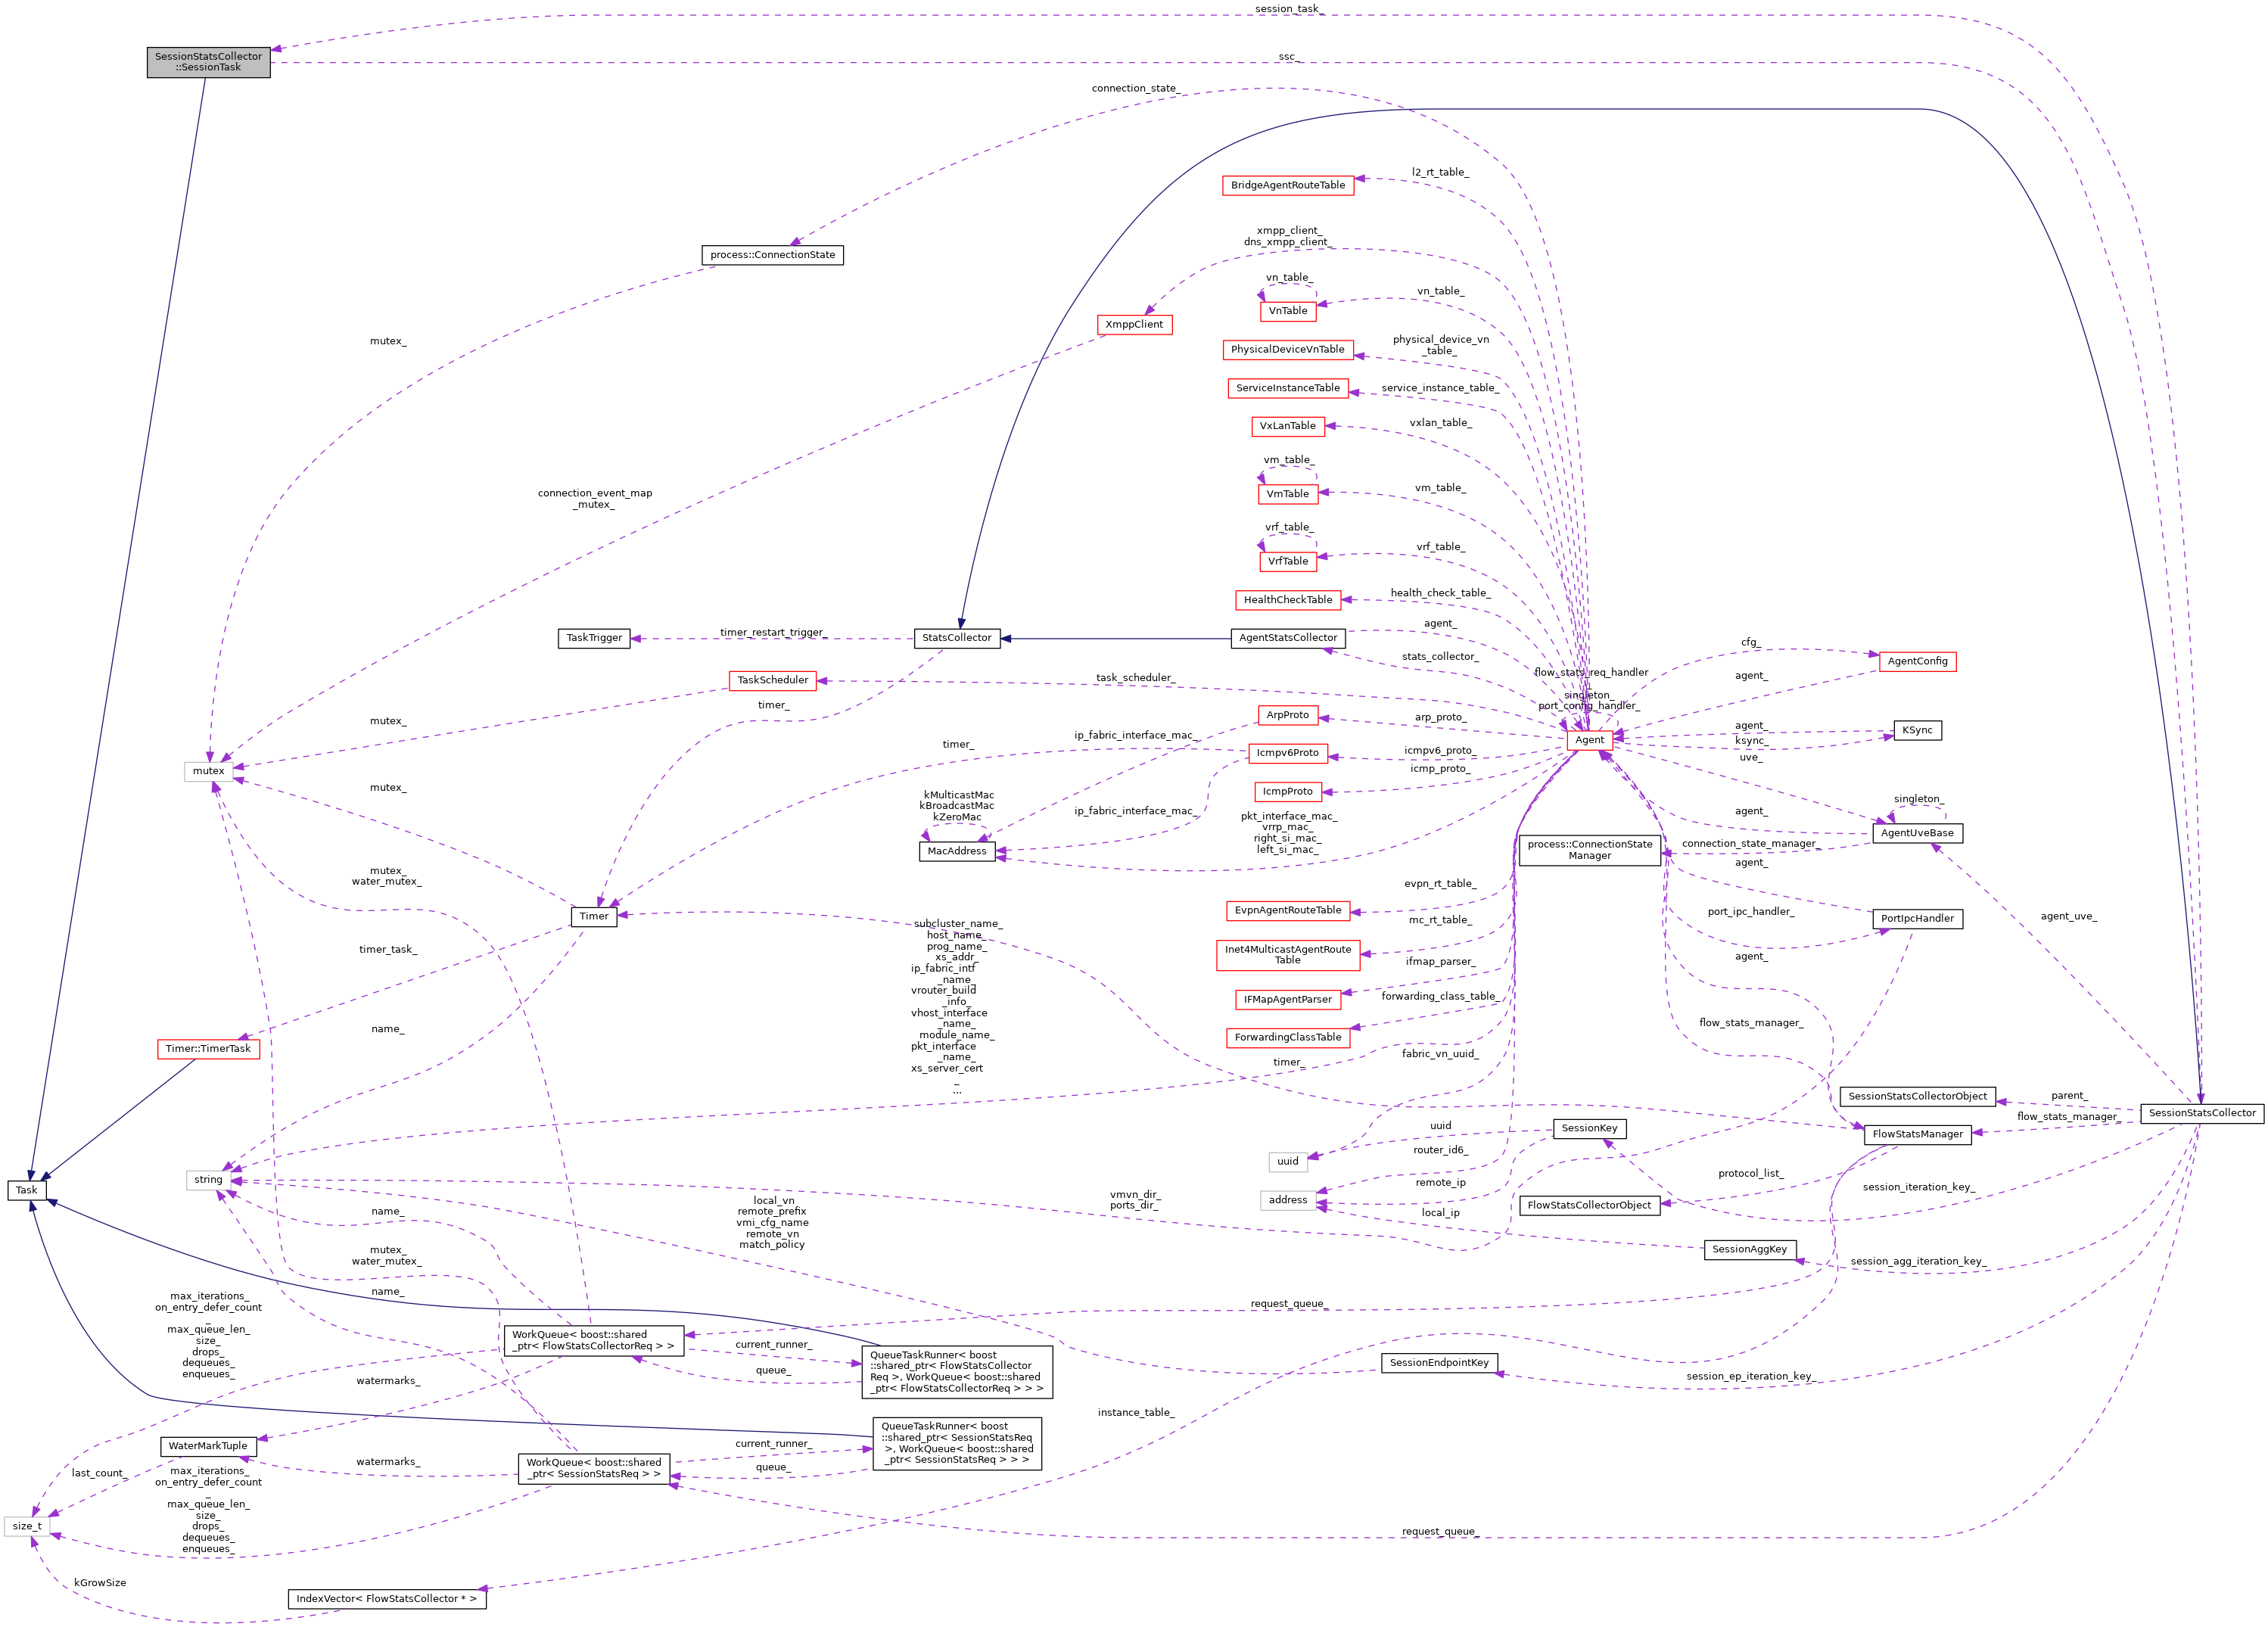 session_task_
SessionStatsCollector
::SessionTask
ssc_
connection_state_
l2_rt_table_
BridgeAgentRouteTable
xmpp_client_
dns_xmpp_client_
process::ConnectionState
vn_table_
vn_table_
VnTable
XmppClient
mutex_
physical_device_vn
_table_
PhysicalDeviceVnTable
service_instance_table_
ServiceInstanceTable
vxlan_table_
VxLanTable
vm_table_
vm_table_
VmTable
connection_event_map
_mutex_
vrf_table_
vrf_table_
VrfTable
health_check_table_
HealthCheckTable
timer_restart_trigger_
TaskTrigger
StatsCollector
AgentStatsCollector
agent_
stats_collector_
cfg_
AgentConfig
flow_stats_req_handler
_
singleton_
port_config_handler_
agent_
task_scheduler_
TaskScheduler
timer_
mutex_
ArpProto
arp_proto_
ip_fabric_interface_mac_
timer_
Agent
agent_
KSync
ksync_
Icmpv6Proto
icmpv6_proto_
uve_
icmp_proto_
mutex
mutex_
IcmpProto
kMulticastMac
kBroadcastMac
kZeroMac
ip_fabric_interface_mac_
MacAddress
pkt_interface_mac_
vrrp_mac_
right_si_mac_
left_si_mac_
singleton_
agent_
AgentUveBase
process::ConnectionState
Manager
connection_state_manager_
agent_
mutex_
water_mutex_
evpn_rt_table_
EvpnAgentRouteTable
port_ipc_handler_
PortIpcHandler
agent_uve_
Timer
mc_rt_table_
subcluster_name_
host_name_
prog_name_
xs_addr_
ip_fabric_intf
_name_
vrouter_build
_info_
vhost_interface
_name_
module_name_
pkt_interface
_name_
xs_server_cert
_
...
timer_task_
Inet4MulticastAgentRoute
Table
ifmap_parser_
agent_
IFMapAgentParser
forwarding_class_table_
ForwardingClassTable
flow_stats_manager_
name_
Timer::TimerTask
fabric_vn_uuid_
timer_
SessionStatsCollectorObject
parent_
SessionStatsCollector
flow_stats_manager_
FlowStatsManager
SessionKey
uuid
uuid
router_id6_
protocol_list_
remote_ip
session_iteration_key_
Task
string
address
vmvn_dir_
ports_dir_
FlowStatsCollectorObject
local_ip
name_
local_vn
remote_prefix
vmi_cfg_name
remote_vn
match_policy
SessionAggKey
session_agg_iteration_key_
mutex_
water_mutex_
name_
max_iterations_
on_entry_defer_count
_
max_queue_len_
size_
drops_
dequeues_
enqueues_
request_queue_
WorkQueue< boost::shared
_ptr< FlowStatsCollectorReq > >
current_runner_
queue_
QueueTaskRunner< boost
::shared_ptr< FlowStatsCollector
Req >, WorkQueue< boost::shared
_ptr< FlowStatsCollectorReq > > >
SessionEndpointKey
session_ep_iteration_key_
watermarks_
instance_table_
WaterMarkTuple
last_count_
QueueTaskRunner< boost
::shared_ptr< SessionStatsReq
>, WorkQueue< boost::shared
_ptr< SessionStatsReq > > >
current_runner_
queue_
watermarks_
WorkQueue< boost::shared
_ptr< SessionStatsReq > >
max_iterations_
on_entry_defer_count
_
max_queue_len_
size_
drops_
dequeues_
enqueues_
size_t
request_queue_
kGrowSize
IndexVector< FlowStatsCollector * >